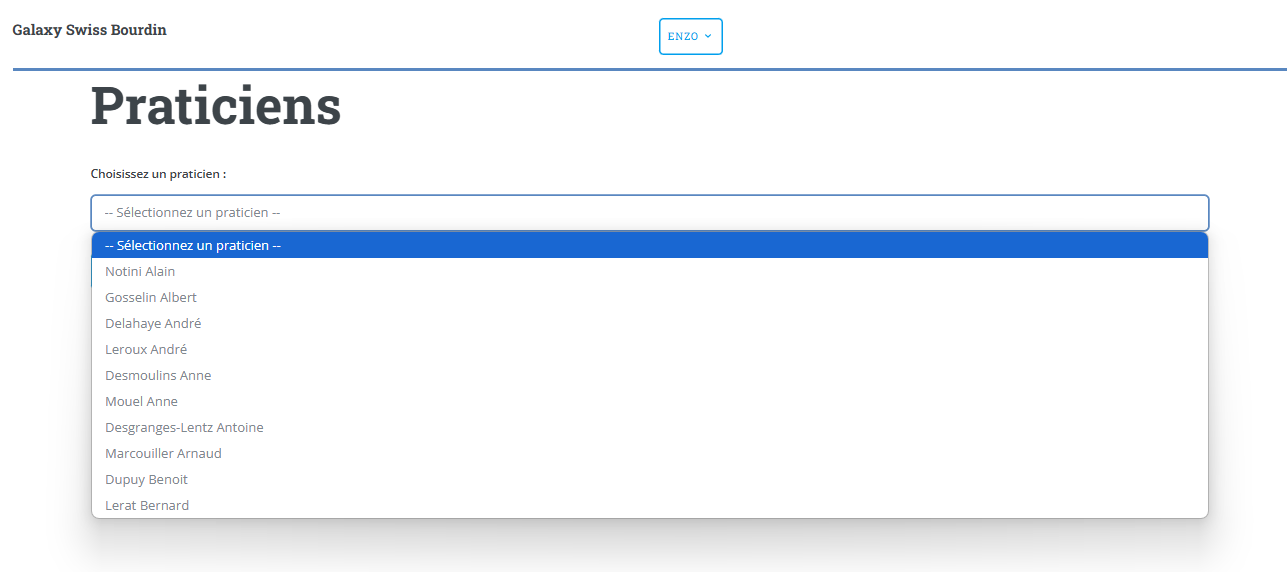 Galaxy Swiss Bourdin
ENZO
Praticiens
Choisissez un praticien :
-- Sélectionnez un praticien --
-- Sélectionnez un praticien --
Notini Alain
Gosselin Albert
Delahaye André
Leroux André
Desmoulins Anne
Mouel Anne
Desgranges-Lentz Antoine
Marcouiller Arnaud
Dupuy Benoit
Lerat Bernard